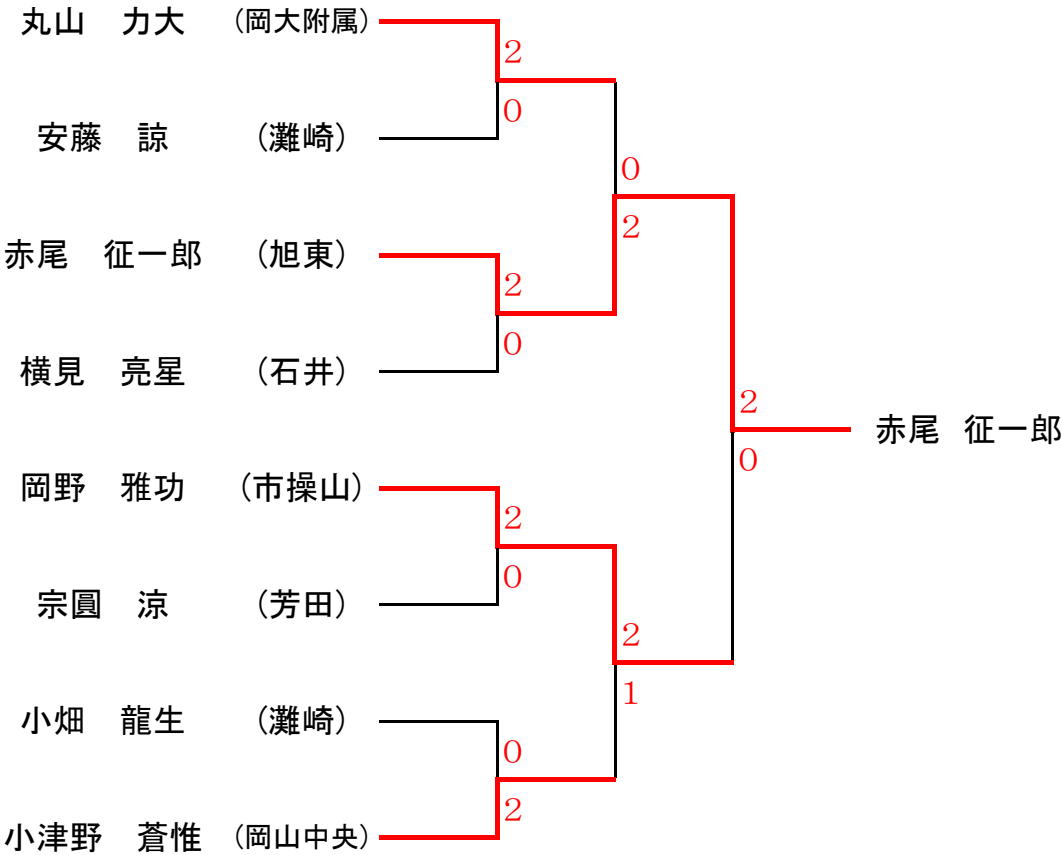 丸山　力大　（岡大附属）
２
０
安藤　諒　（灘崎）
０
２
赤尾　征一郎　（旭東）
２
０
横見　亮星　（石井）
２
赤尾　征一郎
０
岡野　雅功　（市操山）
２
０
宗圓　涼　（芳田）
２
１
小畑　龍生　（灘崎）
０
２
小津野　蒼惟　（岡山中央）